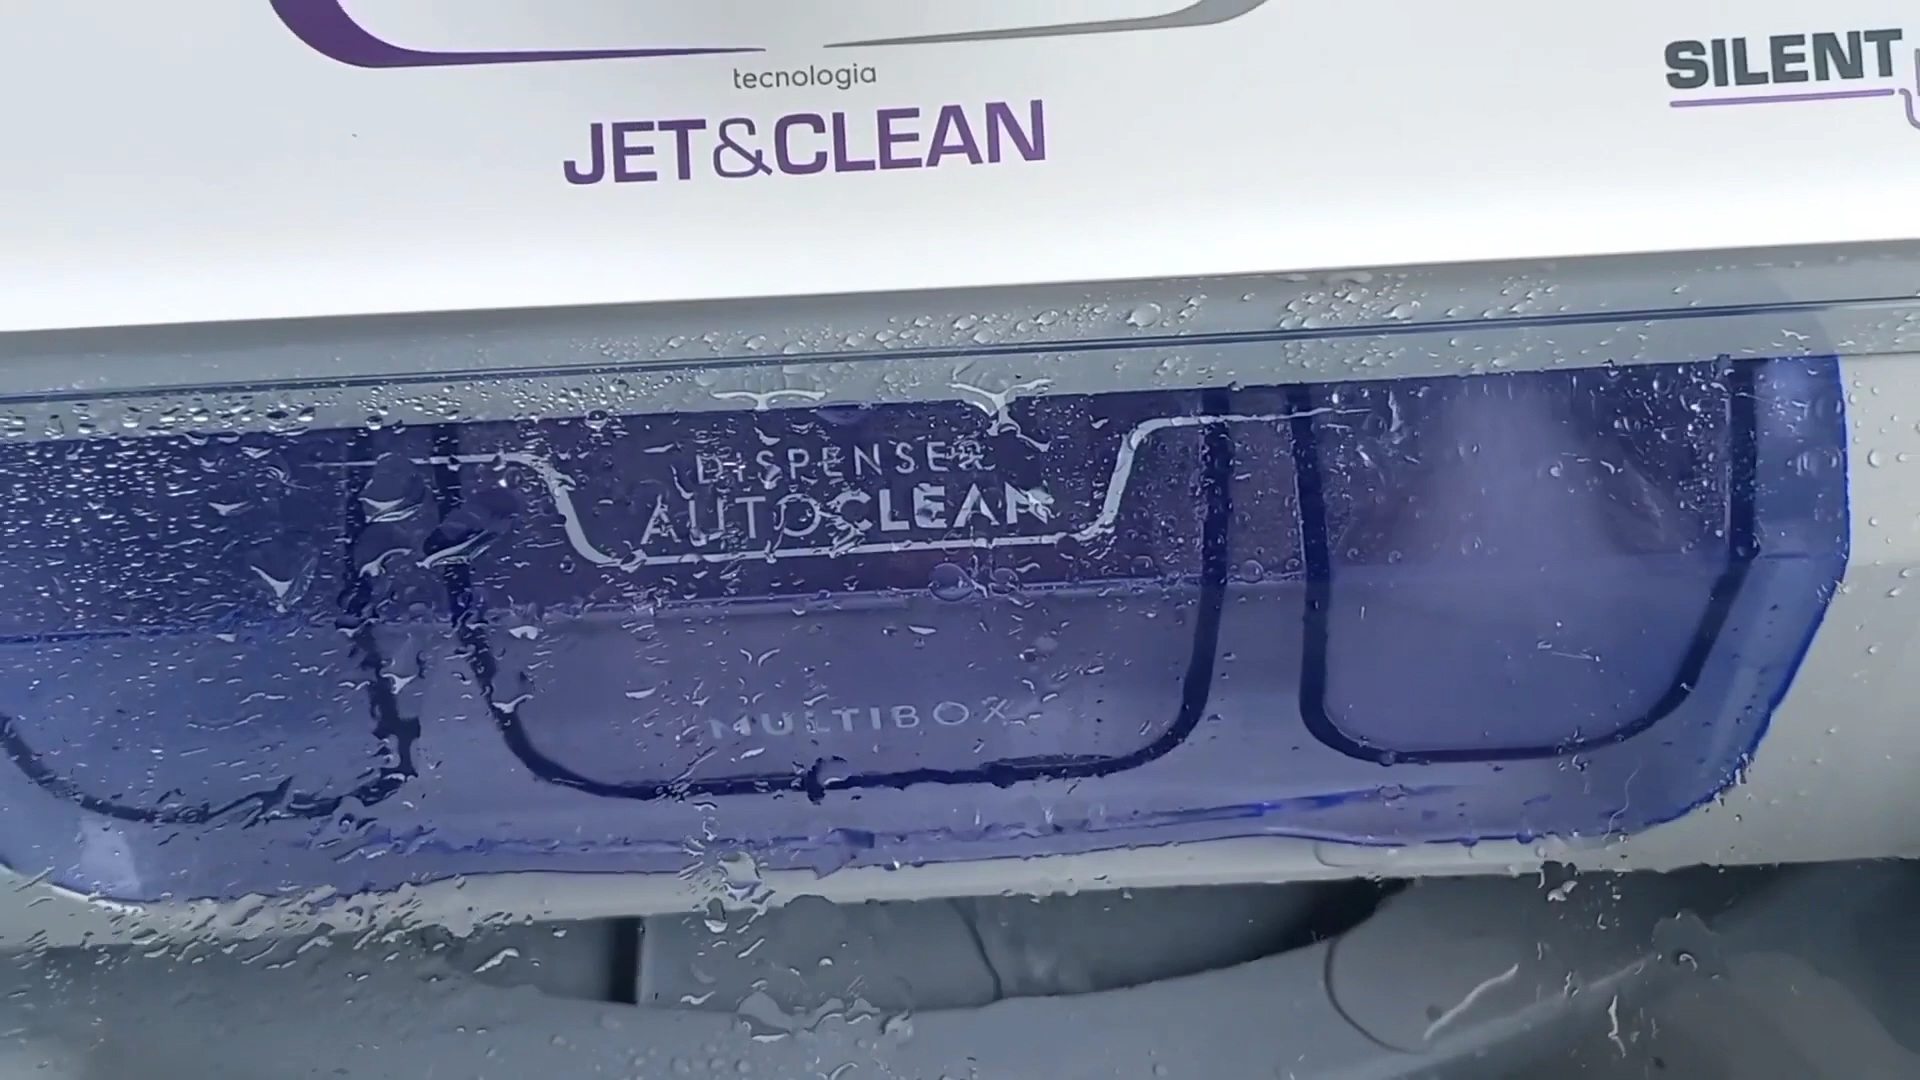 tecnologia
JET&CLEAN
SILENT
DISPENSER
AUTOCLEAN
MULTIBOX